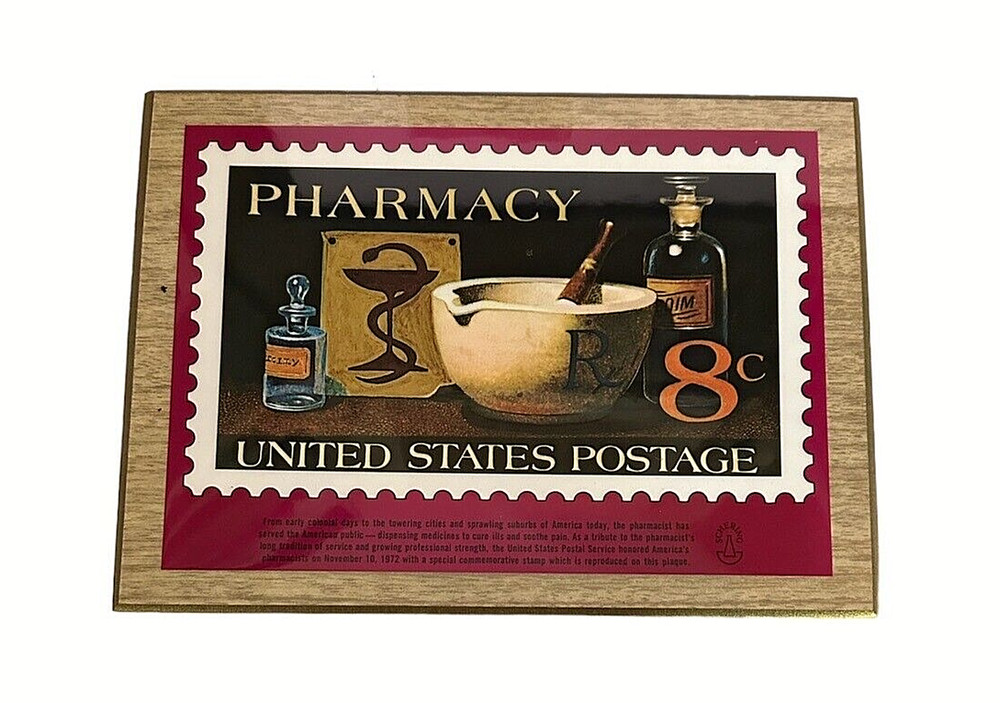 PHARMACY
OIM
R
8c
UNITED STATES POSTAGE
From early colonial days to the towering cities and sprawling suburbs of America today, the pharmacist has
served the American public — dispensing medicines to cure ills and soothe pain. As a tribute to the pharmacist's
long tradition of service and growing professional strength, the United States Postal Service honored America's
pharmacists on November 10, 1972 with a special commemorative stamp which is reproduced on this plaque.
SCHERING